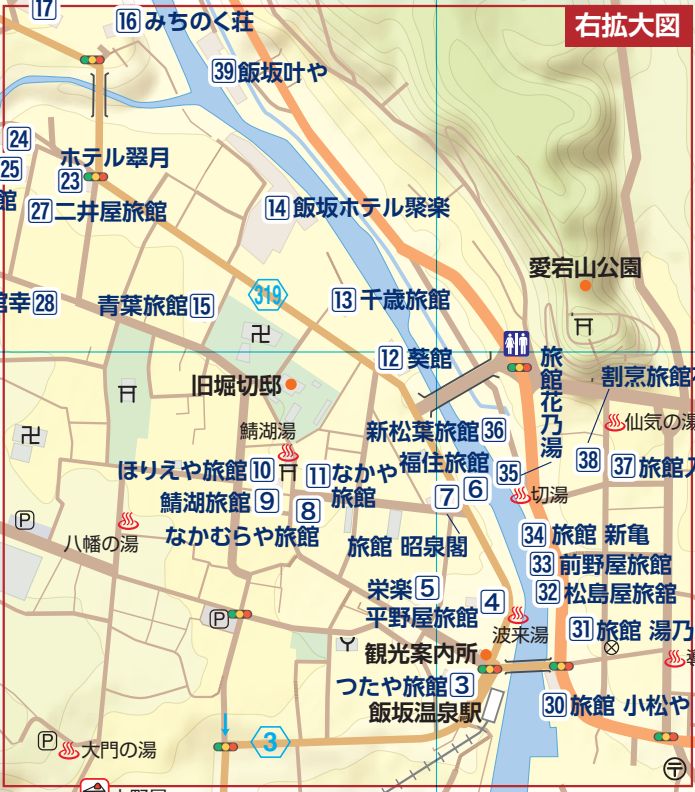 17
16 みちのく荘
右拡大図
39 飯坂叶や
24
25
館
ホテル翠月
23
27 二井屋旅館
14 飯坂ホテル聚楽
愛宕山公園
幸 28
青葉旅館 15
319
13 千歳旅館
12 葵館
旅館花乃湯
旧堀切邸
割烹旅館
鯖湖湯
新松葉旅館 36
仙気の湯
ほりえや旅館 10
11 なかや旅館
福住旅館
35
38
37 旅館
鯖湖旅館 9
8
7
6
切湯
P
八幡の湯
なかむらや旅館
旅館 昭泉閣
34 旅館 新亀
33 前野屋旅館
栄楽 5
32 松島屋旅館
平野屋旅館
4
P
波来湯
31 旅館 湯乃
観光案内所
つたや旅館 3
飯坂温泉駅
30 旅館 小松や
P
大門の湯
3